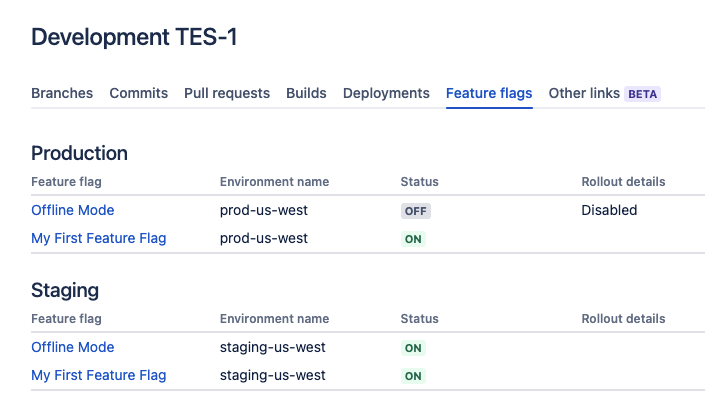 Development TES-1
Branches Commits Pull requests Builds Deployments Feature flags Other links BETA
Production
Feature flag Environment name Status Rollout details
Offline Mode prod-us-west OFF Disabled
My First Feature Flag prod-us-west ON
Staging
Feature flag Environment name Status Rollout details
Offline Mode staging-us-west ON
My First Feature Flag staging-us-west ON